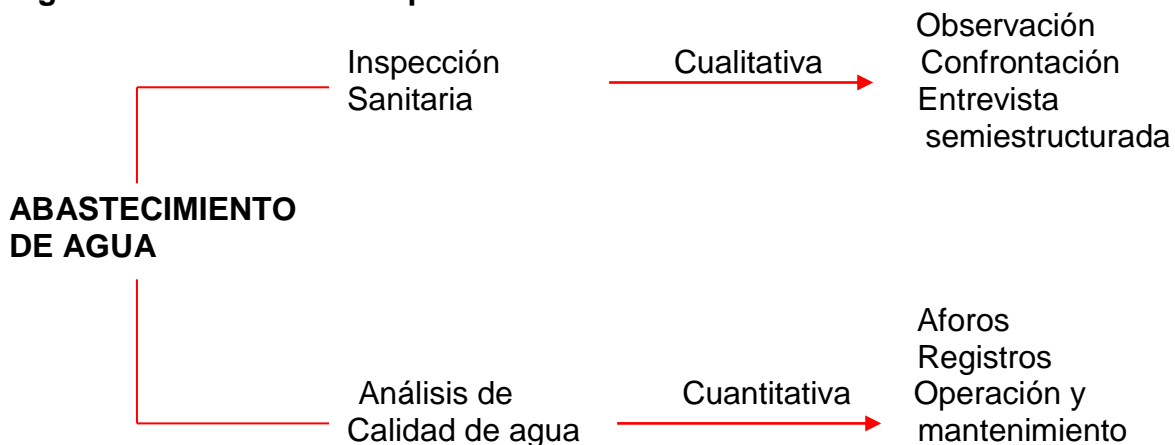 Observación
Inspección Cualitativa Confrontación
Sanitaria Entrevista
semiestructurada
ABASTECIMIENTO
DE AGUA
Aforos
Registros
Análisis de Cuantitativa Operación y
Calidad de agua mantenimiento